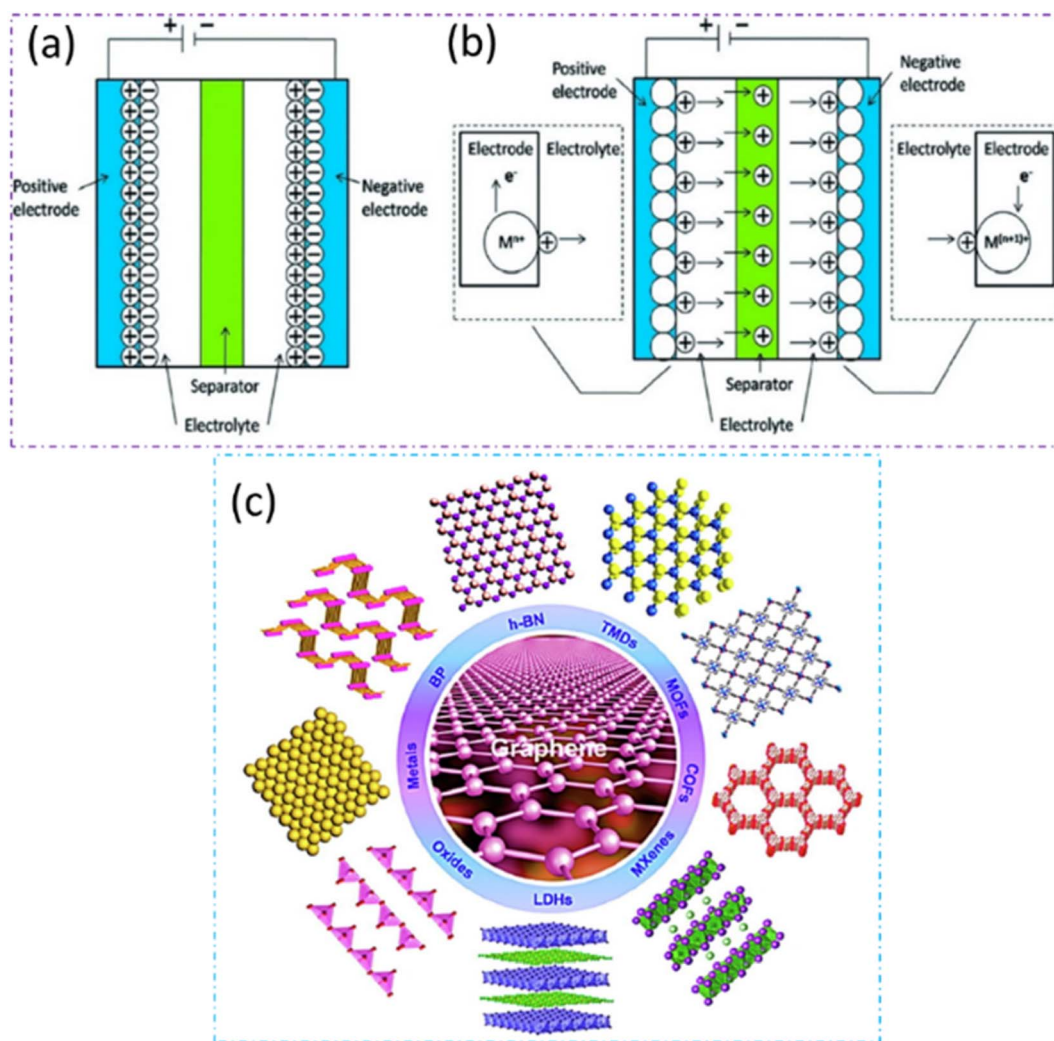 (a)
+ −
Positive
electrode
Negative
electrode
Separator
Electrolyte
(b)
+ −
Positive
electrode
Negative
electrode
Electrode
Electrolyte
e-
Mn+
Electrolyte
Electrode
e-
M(n+1)+
Separator
Electrolyte
(c)
h-BN
TMDs
MOFs
COFs
MXenes
LDHs
Oxides
Metals
BP
Graphene